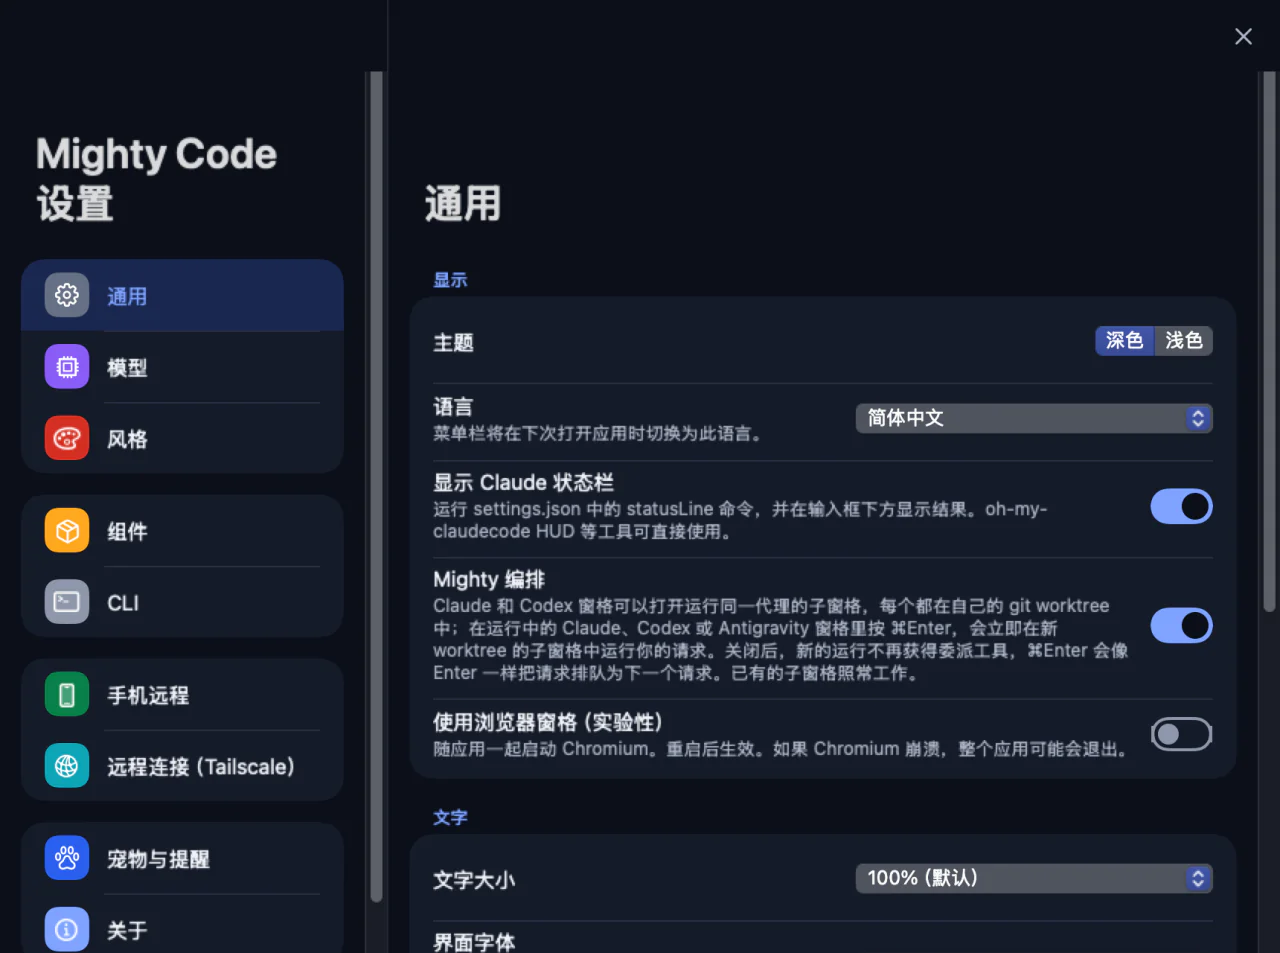 Mighty Code
设置
通用
模型
风格
组件
CLI
手机远程
远程连接 (Tailscale)
宠物与提醒
关于
通用
显示
主题
深色 浅色
语言
菜单栏将在下次打开应用时切换为此语言。
简体中文
显示 Claude 状态栏
运行 settings.json 中的 statusLine 命令，并在输入框下方显示结果。oh-my-
claudecode HUD 等工具可直接使用。
Mighty 编排
Claude 和 Codex 窗格可以打开运行同一代理的子窗格，每个都在自己的 git worktree
中；在运行中的 Claude、Codex 或 Antigravity 窗格里按 ⌘Enter，会立即在新
worktree 的子窗格中运行你的请求。关闭后，新的运行不再获得委派工具，⌘Enter 会像
Enter 一样把请求排队为下一个请求。已有的子窗格照常工作。
使用浏览器窗格 (实验性)
随应用一起启动 Chromium。重启后生效。如果 Chromium 崩溃，整个应用可能会退出。
文字
文字大小
100% (默认)
界面字体